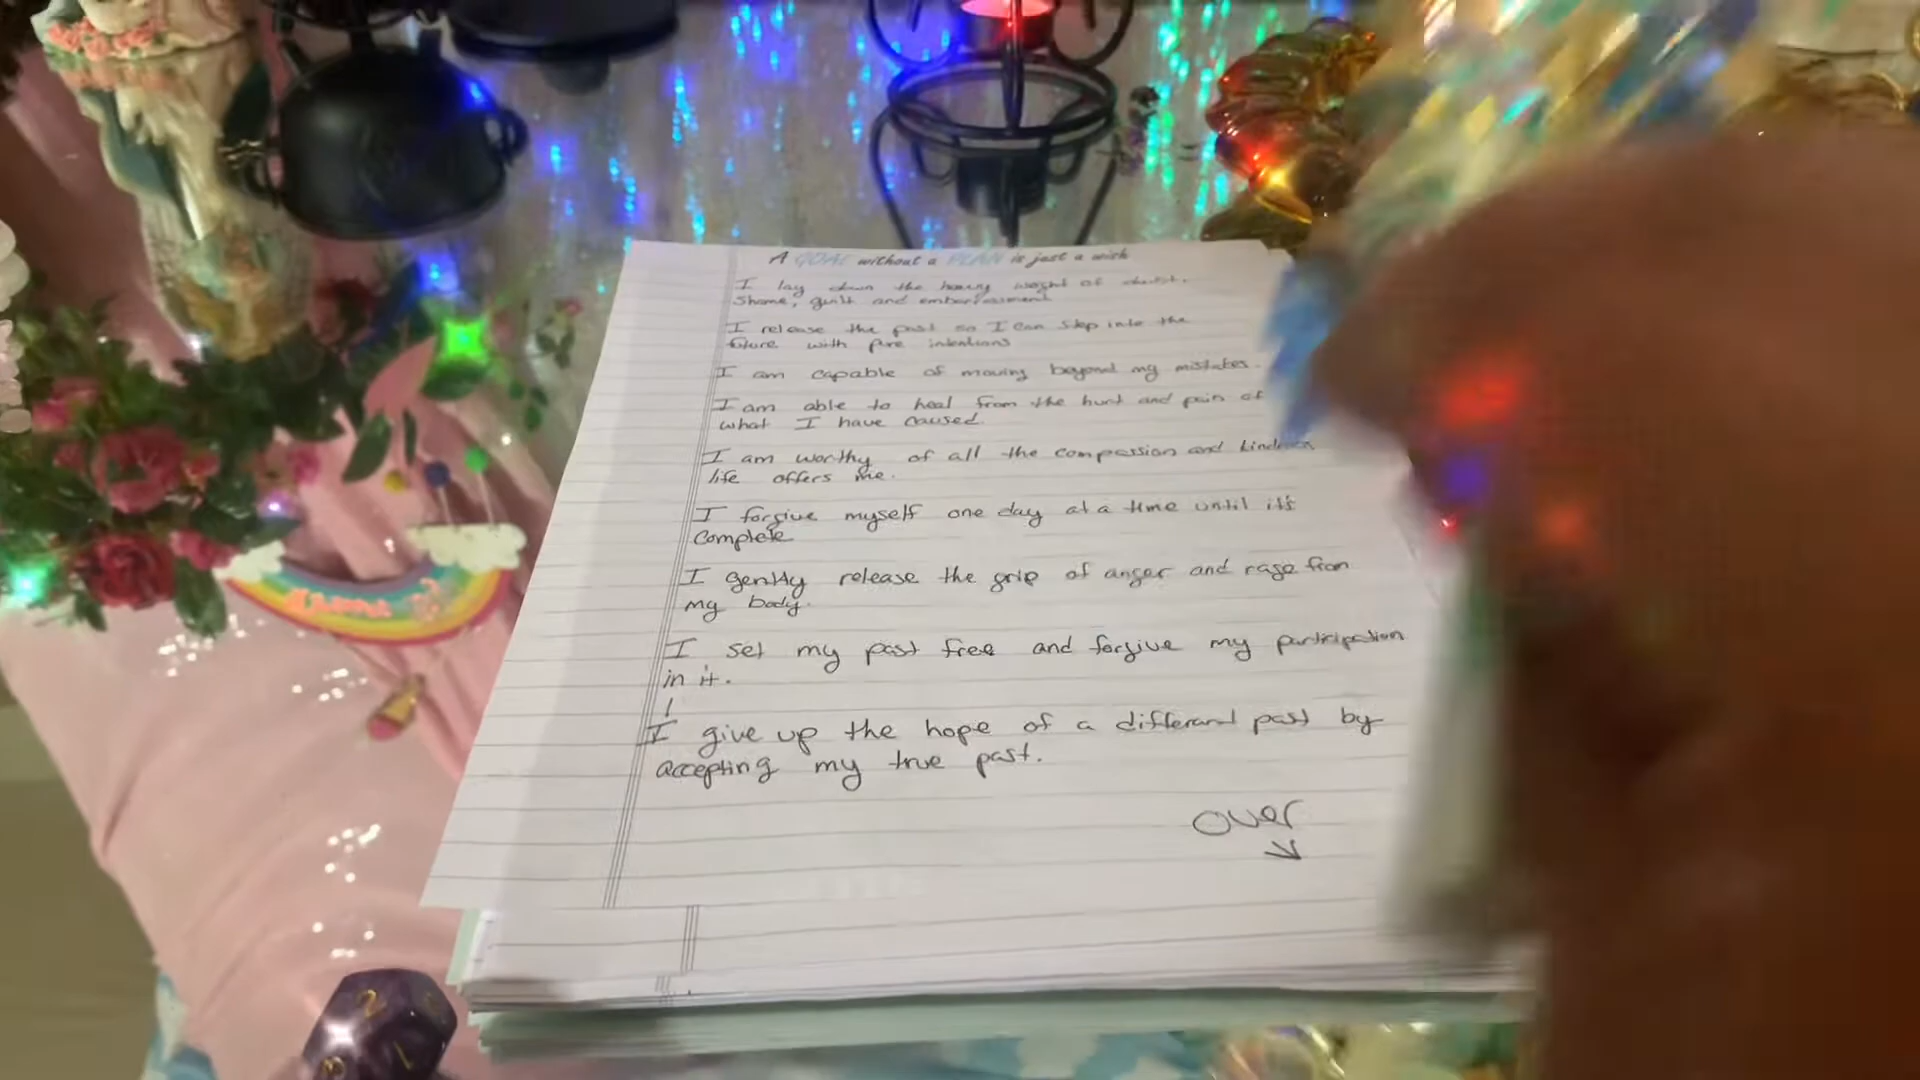 A GOAL without a PLAN is just a wish
I lay down the heavy weight of
Shame, guilt and embarrassment
I release the past so I can step into the
future with pure intentions
I am capable of moving beyond my mistakes.
I am able to heal from the hurt and pain of
what I have caused.
I am worthy of all the compassion and kindness
life offers me.
I forgive myself one day at a time until it's
complete
I gently release the grip of anger and rage from
my body.
I set my past free and forgive my participation
in it.
I give up the hope of a different past by
accepting my true past.
over
2
1